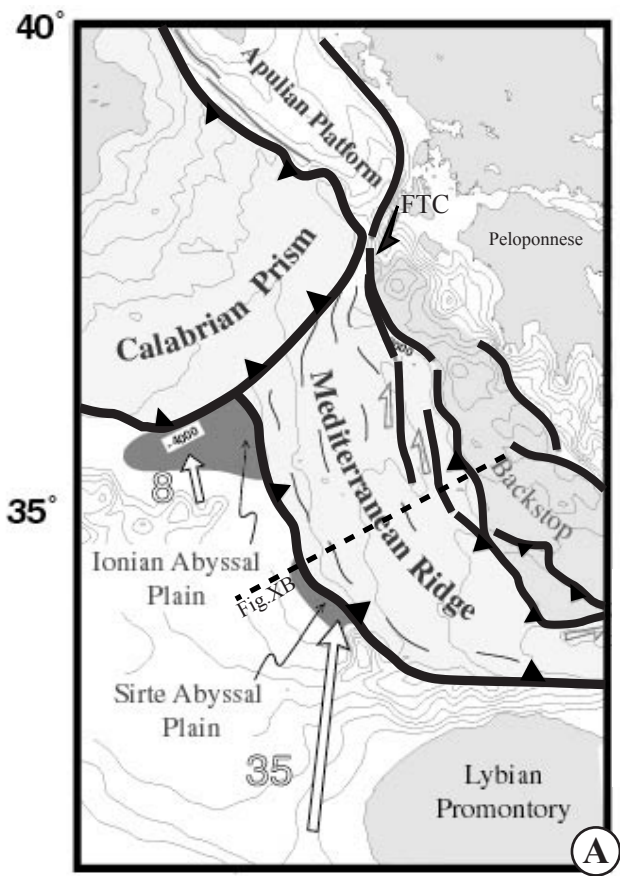 40°
Apulian Platform
FTC
Peloponnese
Calabrian Prism
Mediterranean Ridge
-4000
8
35°
Backstop
Ionian Abyssal
Plain
Fig.XB
Sirte Abyssal
Plain
35
Lybian
Promontory
A